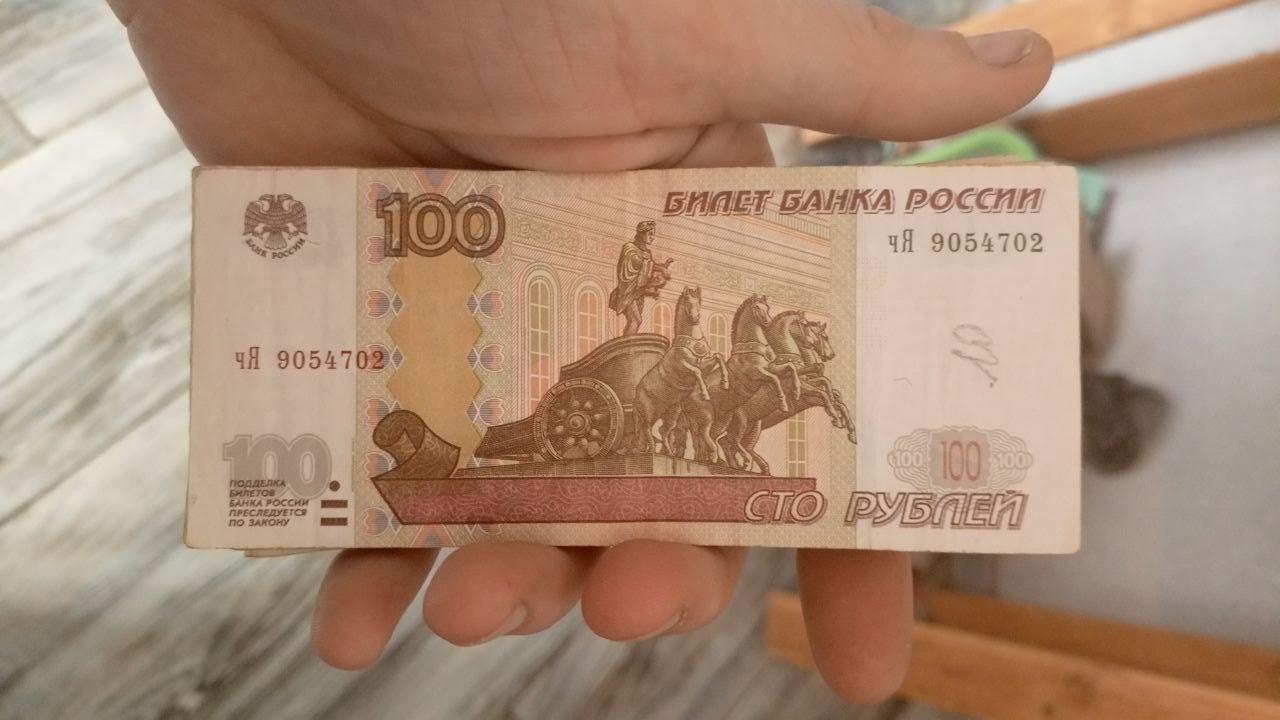 БАНК РОССИИ
100
БИЛЕТ БАНКА РОССИИ
чЯ 9054702
чЯ 9054702
100
ПОДДЕЛКА
БИЛЕТОВ
БАНКА РОССИИ
ПРЕСЛЕДУЕТСЯ
ПО ЗАКОНУ
100 100 100
СТО РУБЛЕЙ